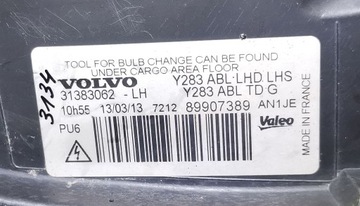 TOOL FOR BULB CHANGE CAN BE FOUND
UNDER CARGO AREA FLOOR
VOLVO Y283 ABL LHD LHS
31383062 - LH Y283 ABL TD G
10h55 13/03/13 7212 89907389 AN1JE
PU6
Valeo
MADE IN FRANCE
3134